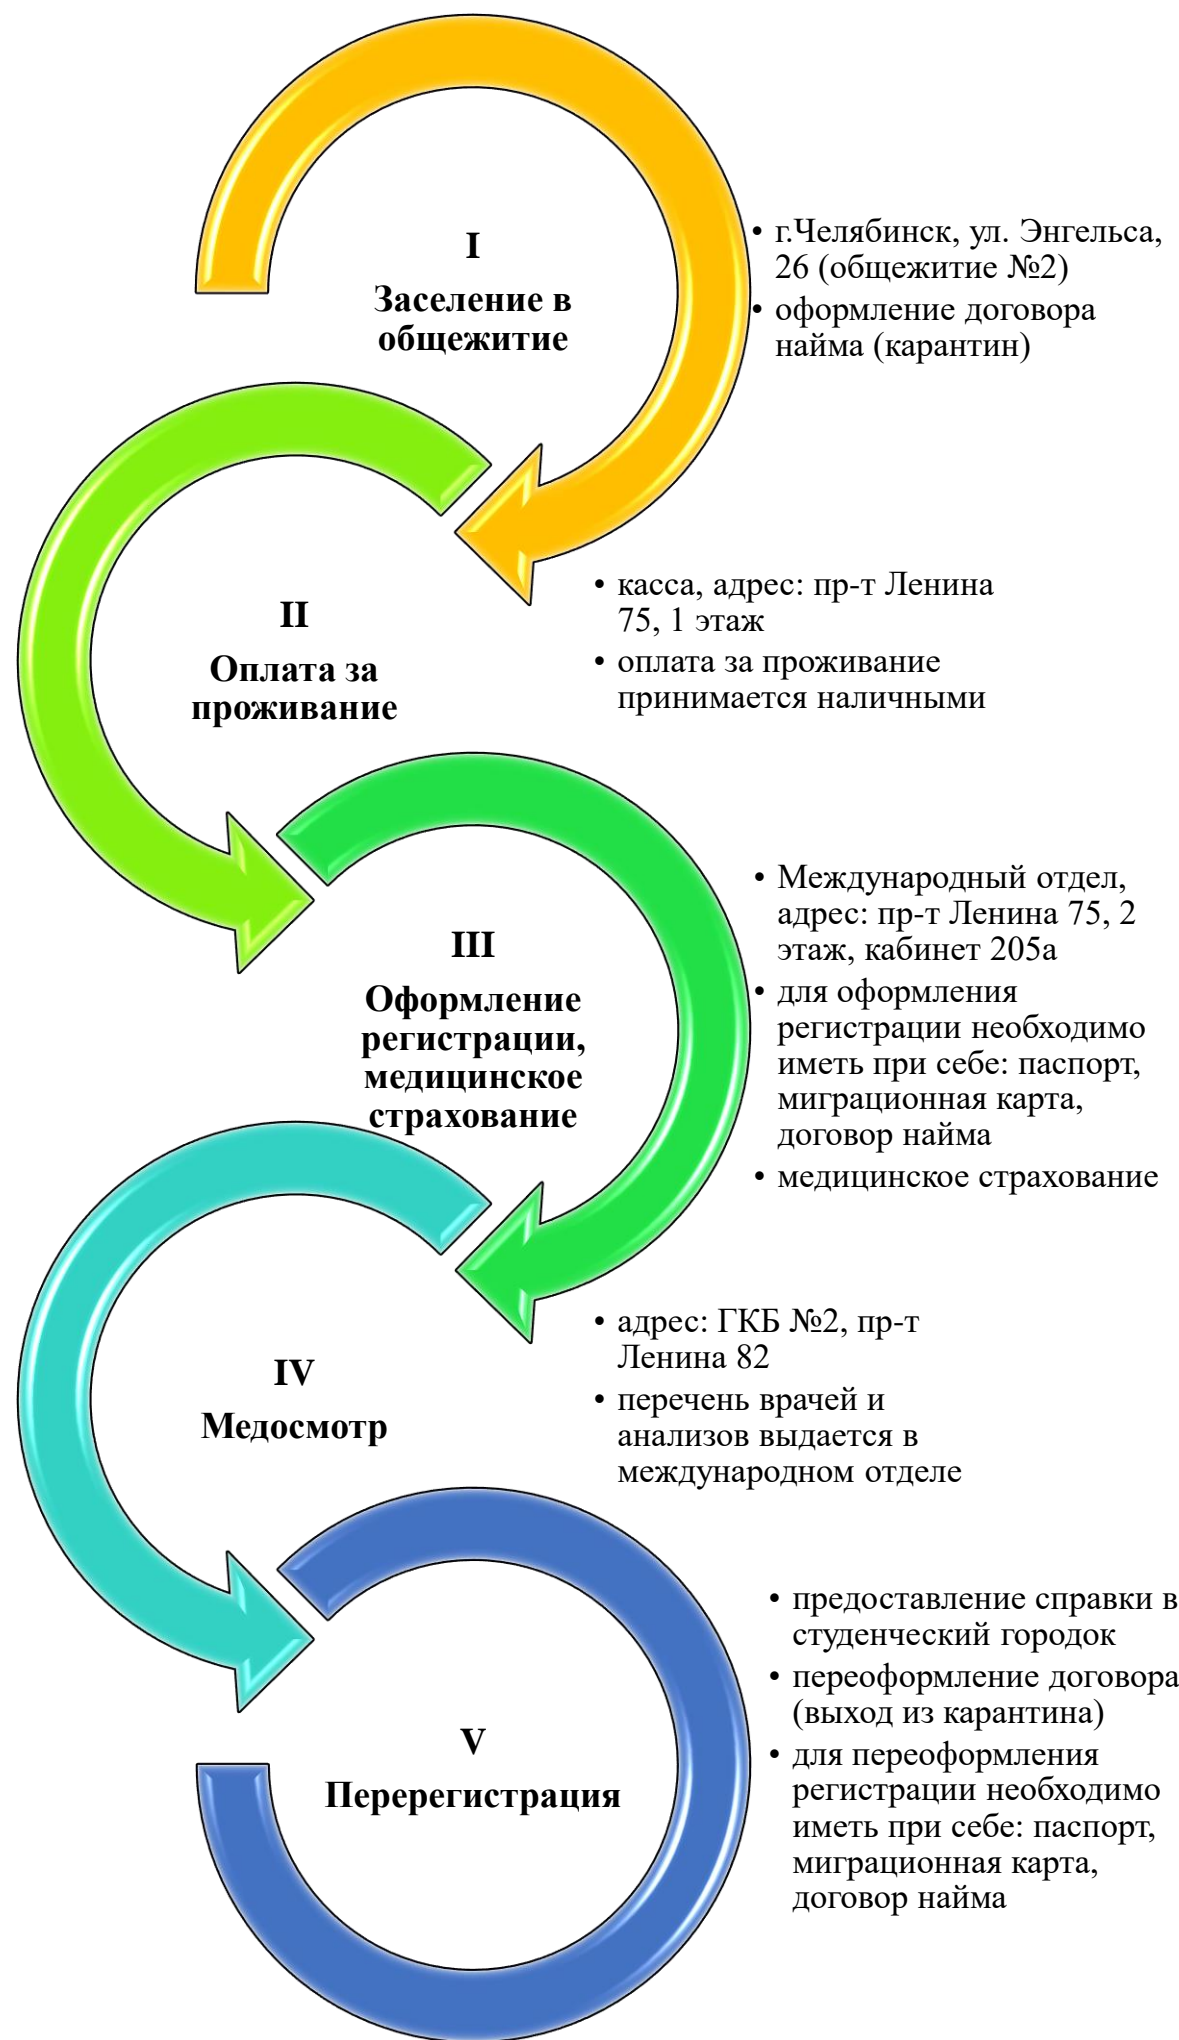 I
Заселение в
общежитие
• г.Челябинск, ул. Энгельса,
26 (общежитие №2)
• оформление договора
найма (карантин)
II
Оплата за
проживание
• касса, адрес: пр-т Ленина
75, 1 этаж
• оплата за проживание
принимается наличными
III
Оформление
регистрации,
медицинское
страхование
• Международный отдел,
адрес: пр-т Ленина 75, 2
этаж, кабинет 205а
• для оформления
регистрации необходимо
иметь при себе: паспорт,
миграционная карта,
договор найма
• медицинское страхование
IV
Медосмотр
• адрес: ГКБ №2, пр-т
Ленина 82
• перечень врачей и
анализов выдается в
международном отделе
V
Перерегистрация
• предоставление справки в
студенческий городок
• переоформление договора
(выход из карантина)
• для переоформления
регистрации необходимо
иметь при себе: паспорт,
миграционная карта,
договор найма